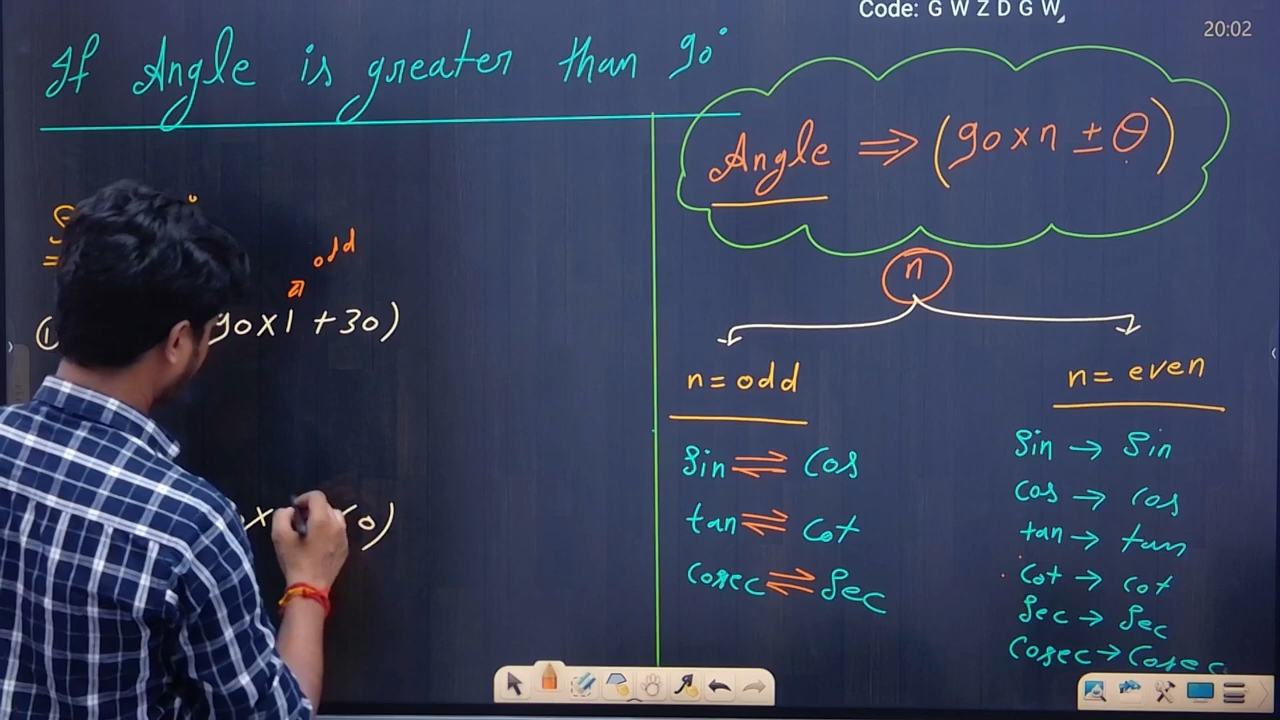 Code: G W Z D G W
20:02
If Angle is greater than 90°
Angle ⇒ (90×n ± θ)
odd
① 90×1 +30)
n
n = odd
n = even
Sin ⇌ Cos
tan ⇌ Cot
Cosec ⇌ Sec
Sin → Sin
Cos → Cos
tan → tan
Cot → Cot
Sec → Sec
Cosec → Cosec